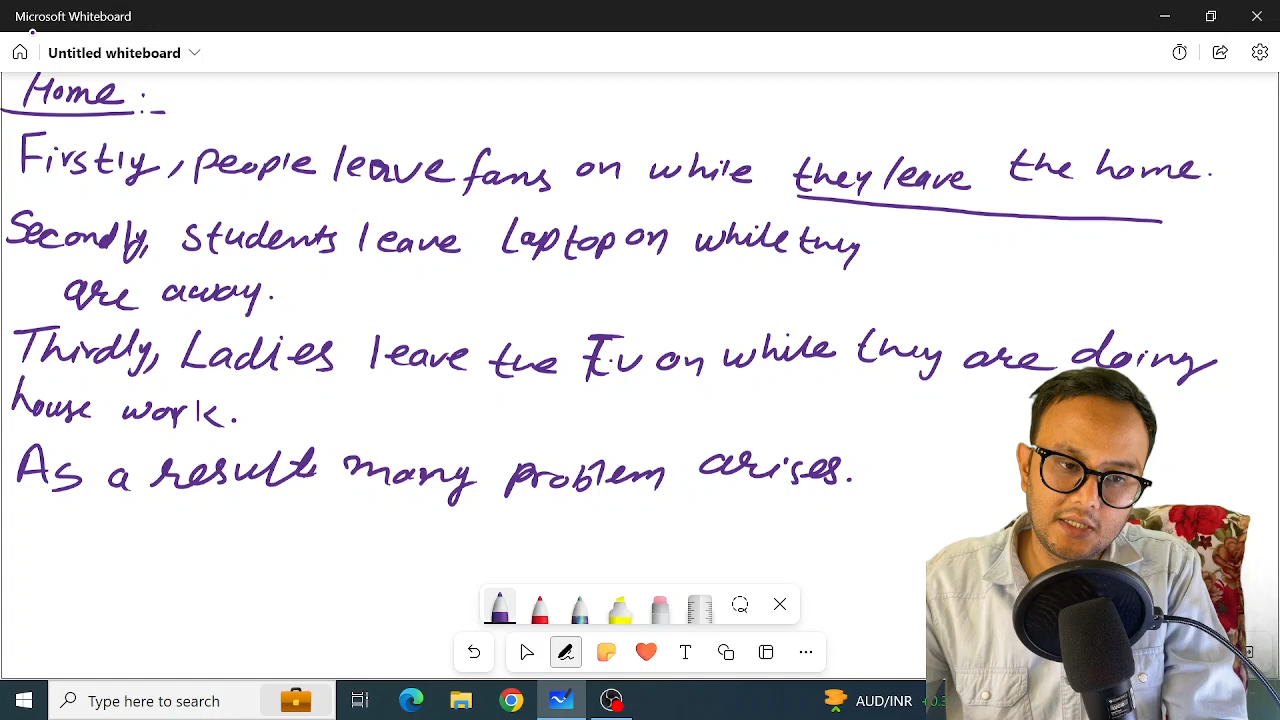 Microsoft Whiteboard
Untitled whiteboard
Home :-
Firstly, people leave fans on while they leave the home.
Secondly, students leave Laptop on while they
are away.
Thirdly, Ladies leave the T.V on while they are doing
house work.
As a result many problem arises.
Type here to search
AUD/INR +0.3